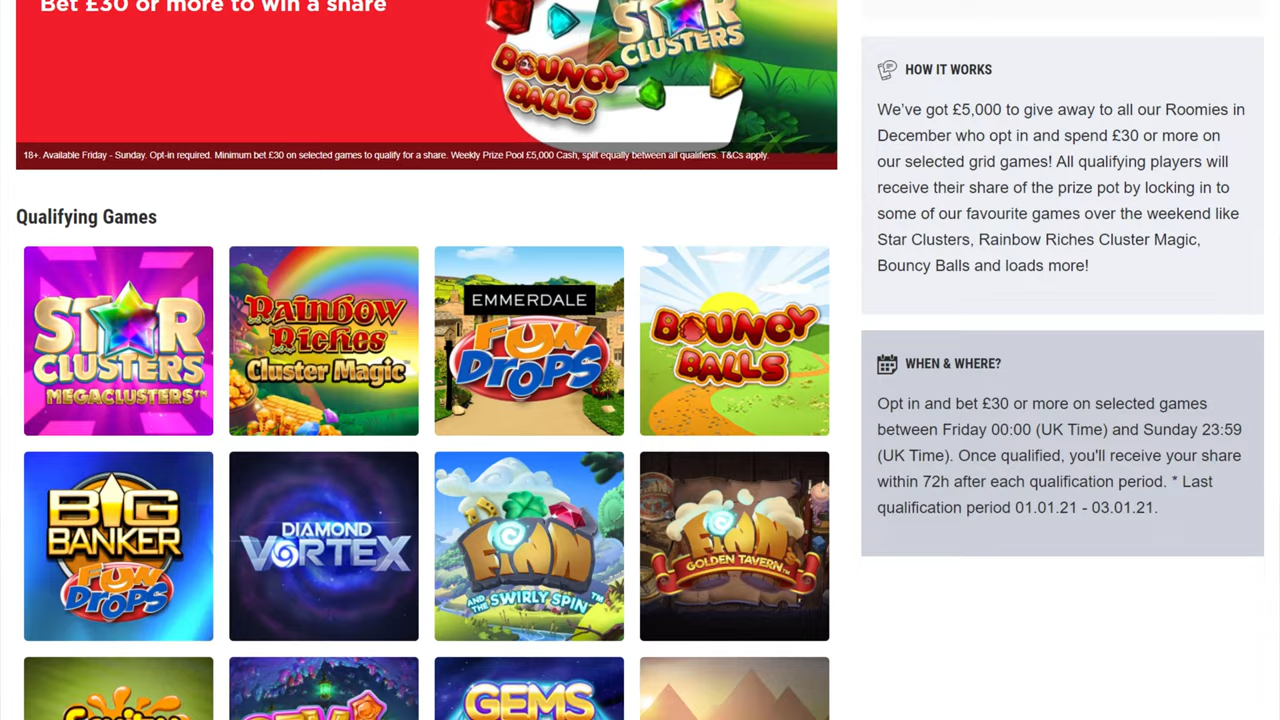 Bet £30 or more to win a share
STAR
CLUSTERS
BOUNCY
BALLS
18+. Available Friday - Sunday. Opt-in required. Minimum bet £30 on selected games to qualify for a share. Weekly Prize Pool £5,000 Cash, split equally between all qualifiers. T&Cs apply.
Qualifying Games
STAR
CLUSTERS
MEGACLUSTERS™
Rainbow
Riches™
Cluster Magic™
EMMERDALE
FUN
DROPS
BOUNCY
BALLS
BIG
BANKER
FUN
DROPS
DIAMOND
VORTEX
FINN
AND THE SWIRLY SPIN™
FINN
GOLDEN TAVERN™
GEMS
HOW IT WORKS
We’ve got £5,000 to give away to all our Roomies in
December who opt in and spend £30 or more on
our selected grid games! All qualifying players will
receive their share of the prize pot by locking in to
some of our favourite games over the weekend like
Star Clusters, Rainbow Riches Cluster Magic,
Bouncy Balls and loads more!
WHEN & WHERE?
Opt in and bet £30 or more on selected games
between Friday 00:00 (UK Time) and Sunday 23:59
(UK Time). Once qualified, you'll receive your share
within 72h after each qualification period. * Last
qualification period 01.01.21 - 03.01.21.